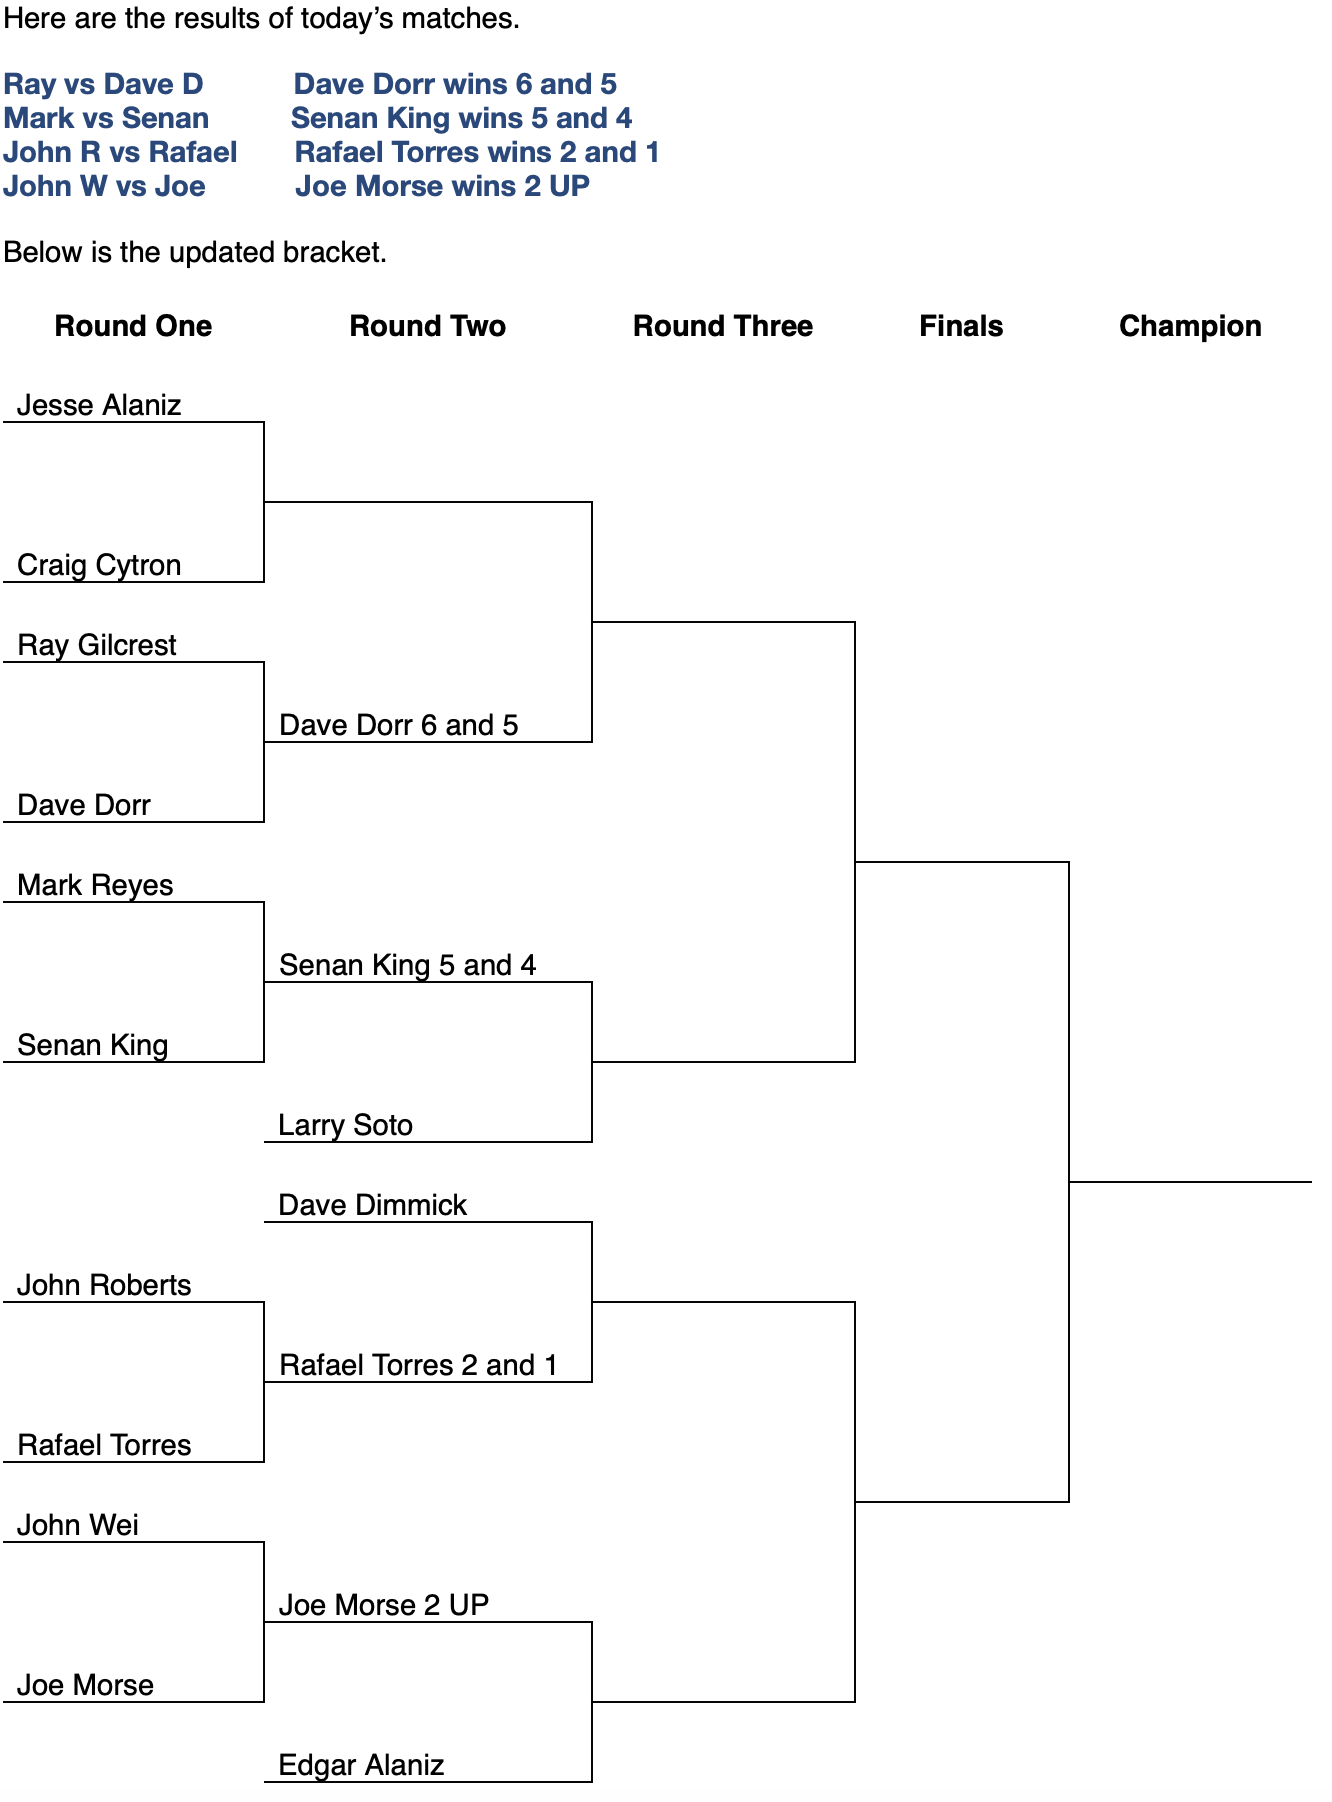 Here are the results of today’s matches.
Ray vs Dave D Dave Dorr wins 6 and 5
Mark vs Senan Senan King wins 5 and 4
John R vs Rafael Rafael Torres wins 2 and 1
John W vs Joe Joe Morse wins 2 UP
Below is the updated bracket.
Round One Round Two Round Three Finals Champion
Jesse Alaniz
Craig Cytron
Ray Gilcrest
Dave Dorr 6 and 5
Dave Dorr
Mark Reyes
Senan King 5 and 4
Senan King
Larry Soto
Dave Dimmick
John Roberts
Rafael Torres 2 and 1
Rafael Torres
John Wei
Joe Morse 2 UP
Joe Morse
Edgar Alaniz